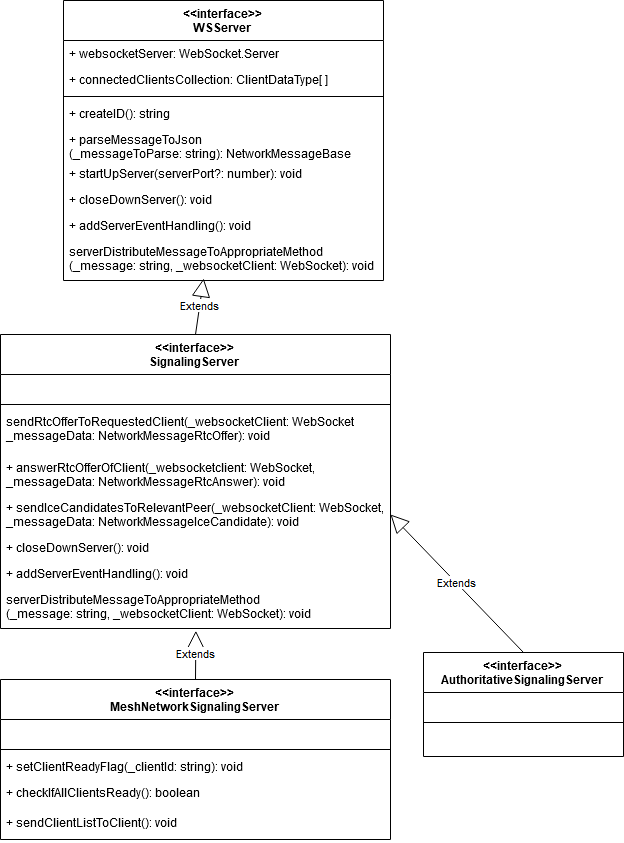 <<interface>>
WSServer
+ websocketServer: WebSocket.Server
+ connectedClientsCollection: ClientDataType[ ]
+ createID(): string
+ parseMessageToJson
(_messageToParse: string): NetworkMessageBase
+ startUpServer(serverPort?: number): void
+ closeDownServer(): void
+ addServerEventHandling(): void
serverDistributeMessageToAppropriateMethod
(_message: string, _websocketClient: WebSocket): void
Extends
<<interface>>
SignalingServer
sendRtcOfferToRequestedClient(_websocketClient: WebSocket
_messageData: NetworkMessageRtcOffer): void
+ answerRtcOfferOfClient(_websocketclient: WebSocket,
_messageData: NetworkMessageRtcAnswer): void
+ sendIceCandidatesToRelevantPeer(_websocketClient: WebSocket,
_messageData: NetworkMessageIceCandidate): void
+ closeDownServer(): void
+ addServerEventHandling(): void
serverDistributeMessageToAppropriateMethod
(_message: string, _websocketClient: WebSocket): void
Extends
Extends
<<interface>>
AuthoritativeSignalingServer
<<interface>>
MeshNetworkSignalingServer
+ setClientReadyFlag(_clientId: string): void
+ checkIfAllClientsReady(): boolean
+ sendClientListToClient(): void